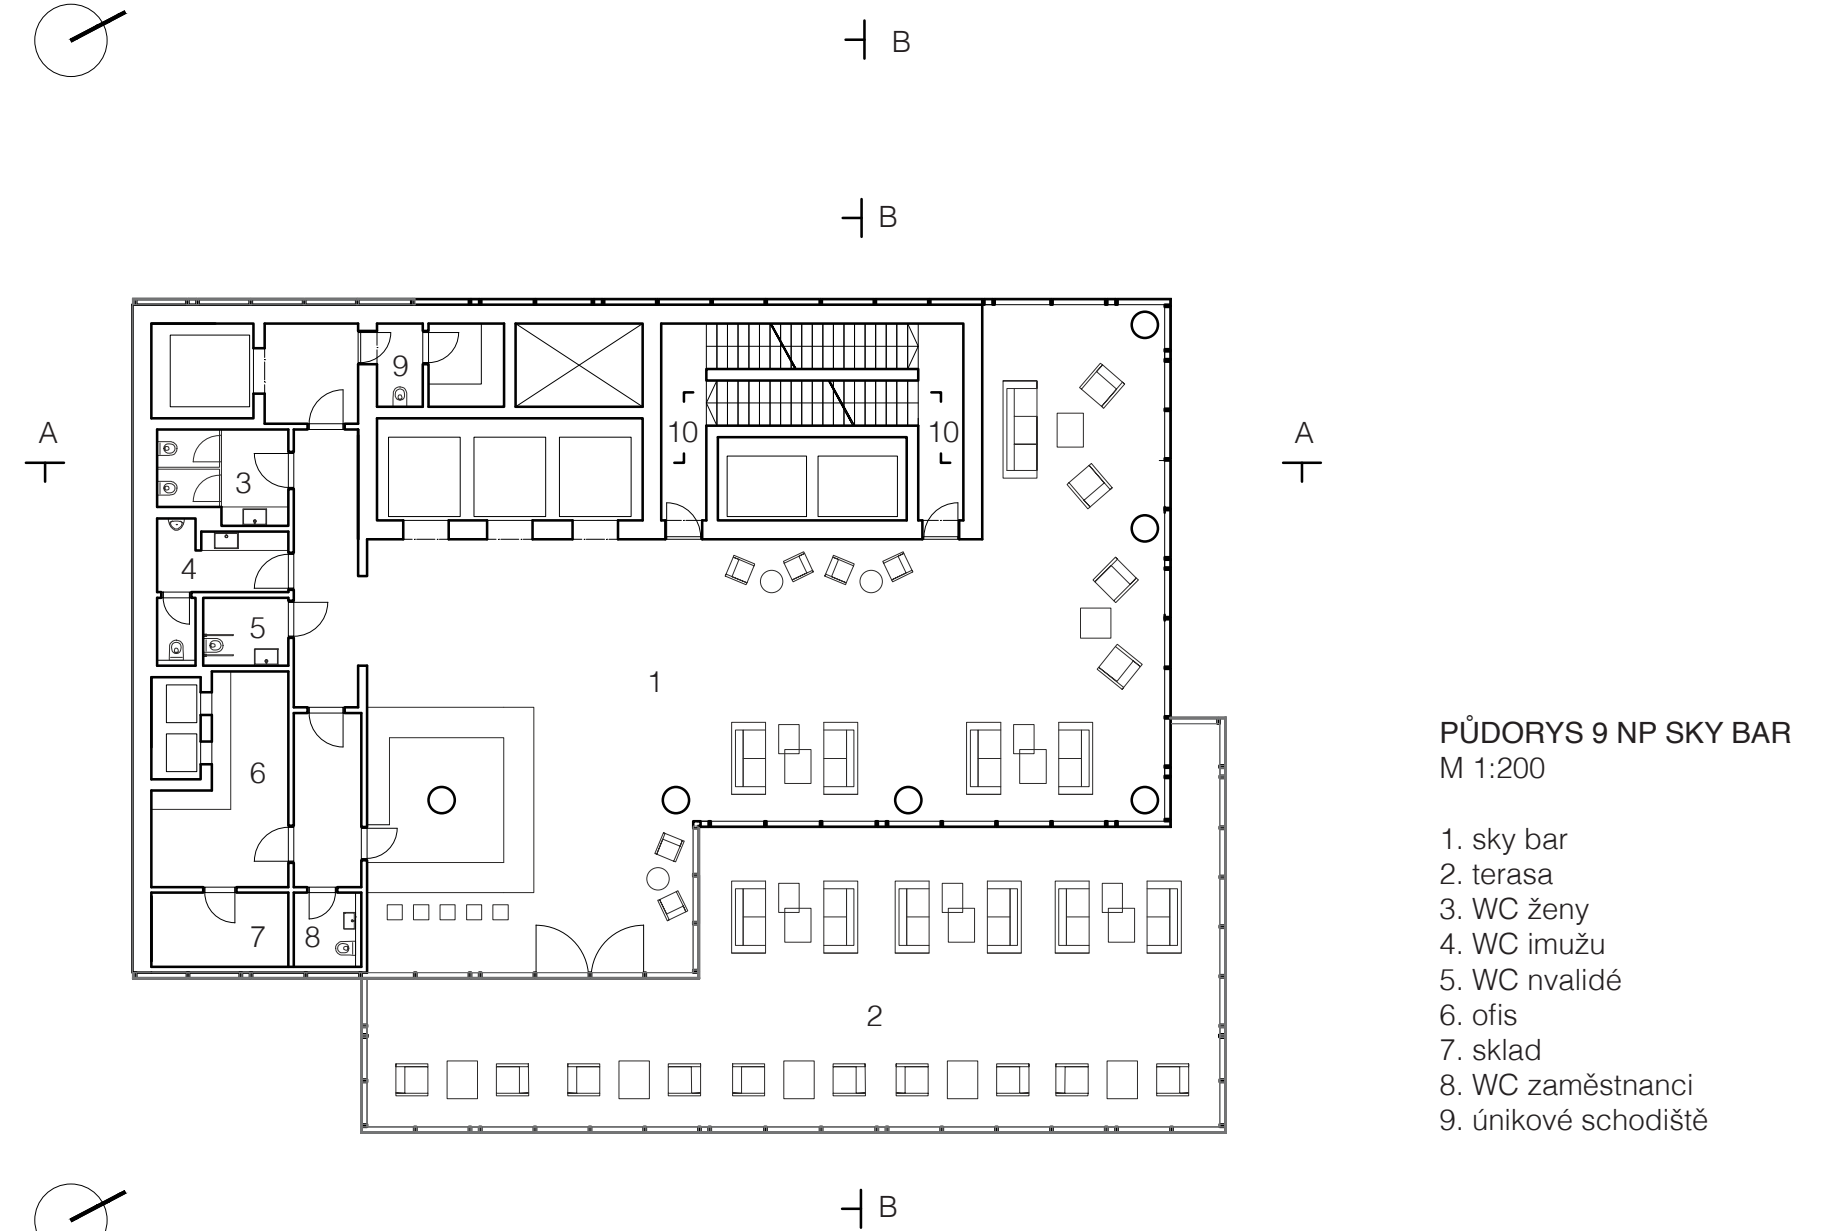 B
B
9
A
10
10
A
3
4
5
1
PŮDORYS 9 NP SKY BAR
M 1:200
6
1. sky bar
2. terasa
3. WC ženy
7
8
4. WC imužu
5. WC nvalidé
2
6. ofis
7. sklad
8. WC zaměstnanci
9. únikové schodiště
B